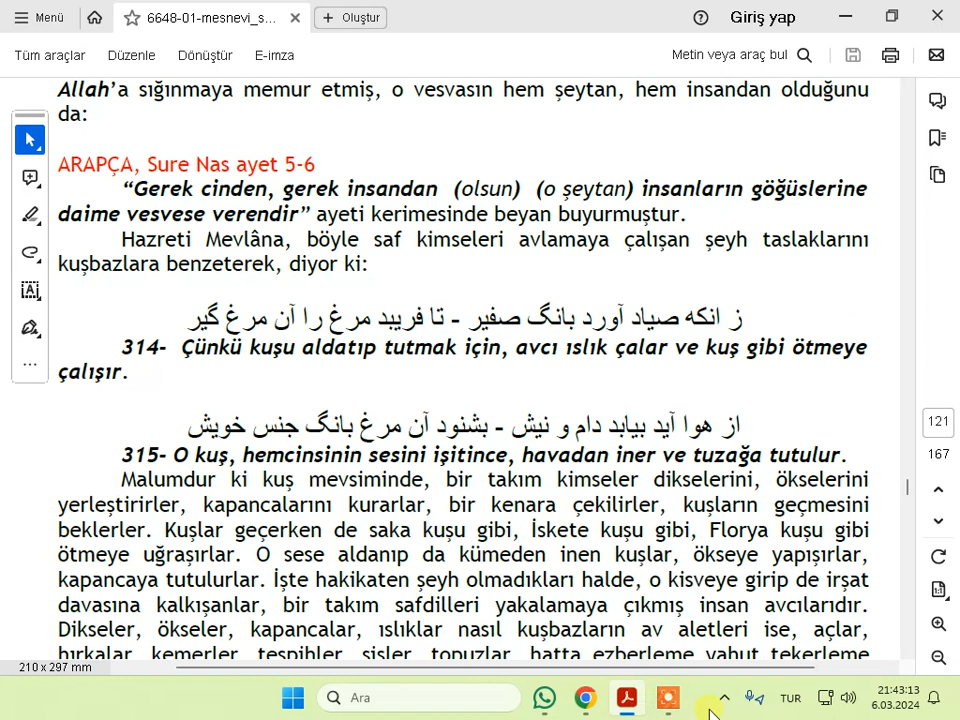 Menü
6648-01-mesnevi_s...
Oluştur
Giriş yap
Tüm araçlar Düzenle Dönüştür E-imza
Metin veya araç bul
Allah'a sığınmaya memur etmiş, o vesvasın hem şeytan, hem insandan olduğunu
da:
ARAPÇA, Sure Nas ayet 5-6
“Gerek cinden, gerek insandan (olsun) (o şeytan) insanların göğüslerine
daime vesvese verendir” ayeti kerimesinde beyan buyurmuştur.
Hazreti Mevlâna, böyle saf kimseleri avlamaya çalışan şeyh taslaklarını
kuşbazlara benzeterek, diyor ki:
ز انکه صیاد آورد بانگ صفیر - تا فریبد مرغ را آن مرغ گیر
314- Çünkü kuşu aldatıp tutmak için, avcı ıslık çalar ve kuş gibi ötmeye
çalışır.
از هوا آید بیابد دام و نیش - بشنود آن مرغ بانگ جنس خویش
315- O kuş, hemcinsinin sesini işitince, havadan iner ve tuzağa tutulur.
Malumdur ki kuş mevsiminde, bir takım kimseler dikselerini, ökselerini
yerleştirirler, kapancalarını kurarlar, bir kenara çekilirler, kuşların geçmesini
beklerler. Kuşlar geçerken de saka kuşu gibi, İskete kuşu gibi, Florya kuşu gibi
ötmeye uğraşırlar. O sese aldanıp da kümeden inen kuşlar, ökseye yapışırlar,
kapancaya tutulurlar. İşte hakikaten şeyh olmadıkları halde, o kisveye girip de irşat
davasına kalkışanlar, bir takım safdilleri yakalamaya çıkmış insan avcılarıdır.
Dikseler, ökseler, kapancalar, ıslıklar nasıl kuşbazların av aletleri ise, açlar,
hırkalar, kemerler, tespihler, şişler, topuzlar, hatta ezberleme yahut tekerleme
121
167
210 x 297 mm
Ara
TUR
21:43:13
6.03.2024